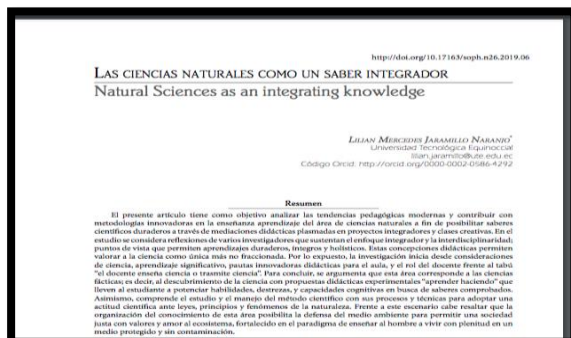 http://doi.org/10.17163/soph.n26.2019.06
LAS CIENCIAS NATURALES COMO UN SABER INTEGRADOR
Natural Sciences as an integrating knowledge
LILIAN MERCEDES JARAMILLO NARANJO*
Universidad Tecnológica Equinoccial
lilian.jaramillo@ute.edu.ec
Código Orcid: http://orcid.org/0000-0002-0586-4292
Resumen
El presente artículo tiene como objetivo analizar las tendencias pedagógicas modernas y contribuir con
metodologías innovadoras en la enseñanza aprendizaje del área de ciencias naturales a fin de posibilitar saberes
científicos duraderos a través de mediaciones didácticas plasmadas en proyectos integradores y clases creativas. En el
estudio se considera reflexiones de varios investigadores que sustentan el enfoque integrador y la interdisciplinaridad;
puntos de vista que permiten aprendizajes duraderos, íntegros y holísticos. Estas concepciones didácticas permiten
valorar a la ciencia como única más no fraccionada. Por lo expuesto, la investigación inicia desde consideraciones
de ciencia, aprendizaje significativo, pautas innovadoras didácticas para el aula, y el rol del docente frente al tabú
"el docente enseña ciencia o trasmite ciencia". Para concluir, se argumenta que esta área corresponde a las ciencias
fácticas; es decir, al descubrimiento de la ciencia con propuestas didácticas experimentales "aprender haciendo" que
lleven al estudiante a potenciar habilidades, destrezas, y capacidades cognitivas en busca de saberes comprobados.
Asimismo, comprende el estudio y el manejo del método científico con sus procesos y técnicas para adoptar una
actitud científica ante leyes, principios y fenómenos de la naturaleza. Frente a este escenario cabe resaltar que la
organización del conocimiento de esta área posibilita la defensa del medio ambiente para permitir una sociedad
justa con valores y amor al ecosistema, fortalecido en el paradigma de enseñar al hombre a vivir con plenitud en un
medio protegido y sin contaminación.